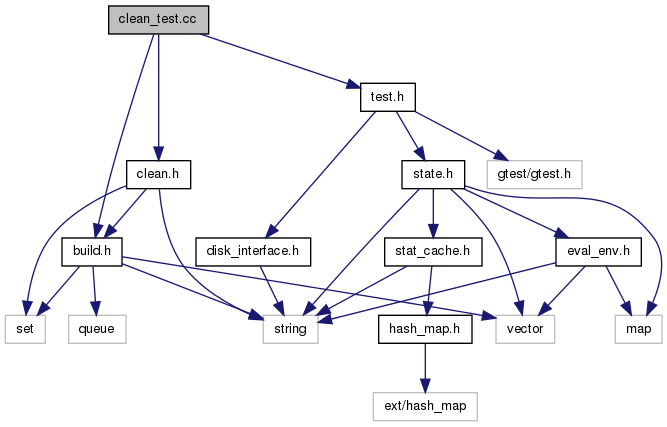 clean_test.cc
test.h
clean.h
state.h
gtest/gtest.h
build.h
disk_interface.h
stat_cache.h
eval_env.h
set
queue
string
hash_map.h
vector
map
ext/hash_map